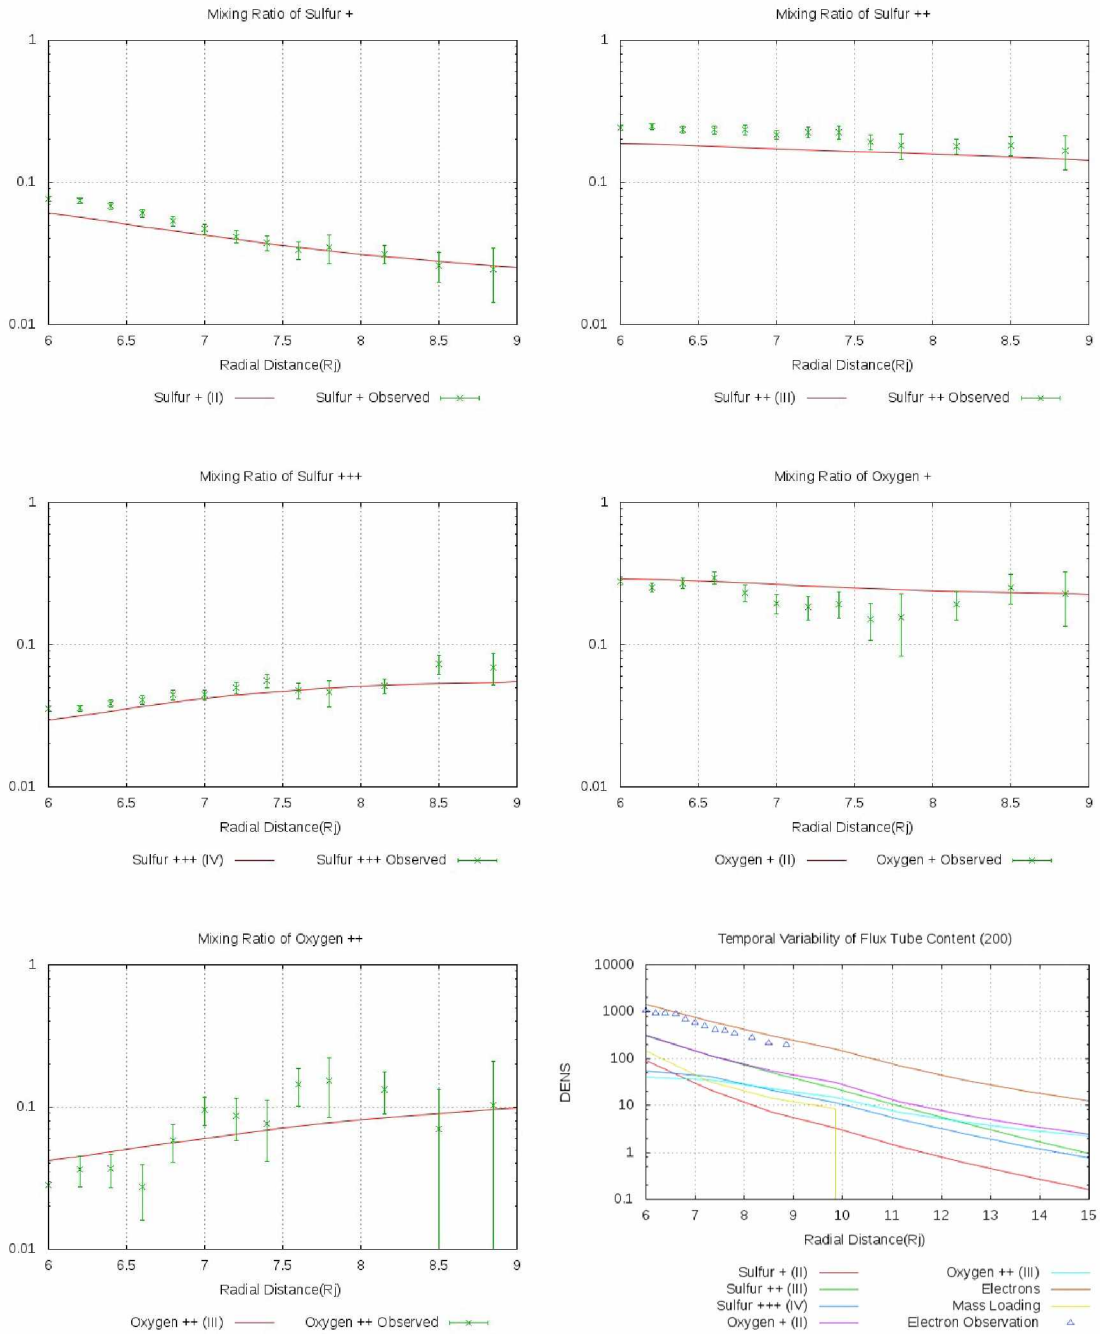 Mixing Ratio of Sulfur +
1
0.1
0.01
6 6.5 7 7.5 8 8.5 9
Radial Distance(Rj)
Sulfur + (II) Sulfur + Observed
Mixing Ratio of Sulfur ++
1
0.1
0.01
6 6.5 7 7.5 8 8.5 9
Radial Distance(Rj)
Sulfur ++ (III) Sulfur ++ Observed
Mixing Ratio of Sulfur +++
1
0.1
0.01
6 6.5 7 7.5 8 8.5 9
Radial Distance(Rj)
Sulfur +++ (IV) Sulfur +++ Observed
Mixing Ratio of Oxygen +
1
0.1
0.01
6 6.5 7 7.5 8 8.5 9
Radial Distance(Rj)
Oxygen + (II) Oxygen + Observed
Mixing Ratio of Oxygen ++
1
0.1
0.01
6 6.5 7 7.5 8 8.5 9
Radial Distance(Rj)
Oxygen ++ (III) Oxygen ++ Observed
Temporal Variability of Flux Tube Content (200)
DENS
10000
1000
100
10
1
0.1
6 7 8 9 10 11 12 13 14 15
Radial Distance(Rj)
Sulfur + (II) Oxygen ++ (III)
Sulfur ++ (III) Electrons
Sulfur +++ (IV) Mass Loading
Oxygen + (II) Electron Observation